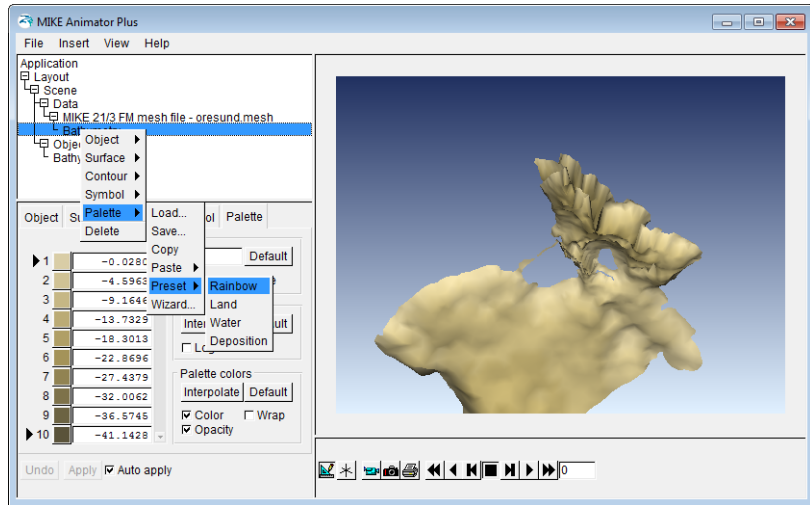 MIKE Animator Plus
File Insert View Help
Application
Layout
Scene
Data
MIKE 21/3 FM mesh file - oresund.mesh
Object
Surface
Contour
Symbol
Palette
Delete
Load...
Save...
Copy
Paste
Preset
Wizard...
Rainbow
Land
Water
Deposition
Object Palette
Default
1 -0.0280
2 -4.5963
3 -9.1646
4 -13.7329
5 -18.3013
6 -22.8696
7 -27.4379
8 -32.0062
9 -36.5745
10 -41.1428
Palette colors
Interpolate Default
Color Wrap
Opacity
Undo Apply Auto apply
0